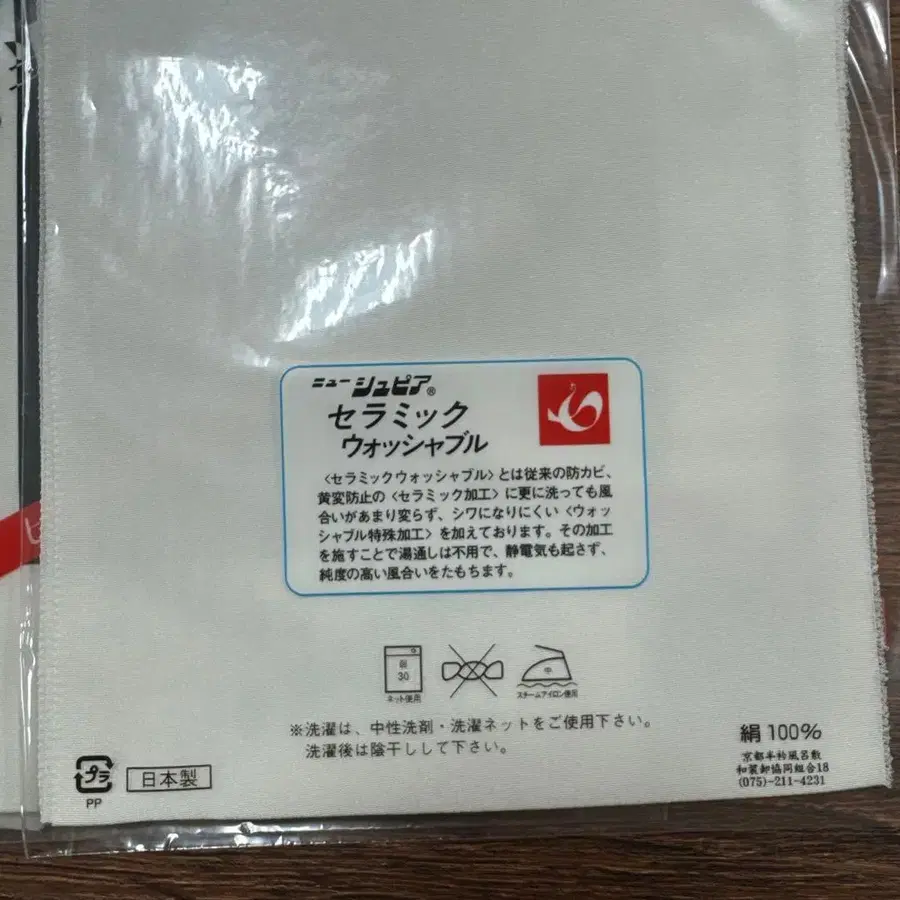 ニュー シュピア®
セラミック
ウォッシャブル
〈セラミックウォッシャブル〉とは従来の防カビ、
黄変防止の〈セラミック加工〉に更に洗っても風
合いがあまり変らず、シワになりにくい〈ウォッ
シャブル特殊加工〉を加えております。その加工
を施すことで湯通しは不用で、静電気も起さず、
純度の高い風合いをたもちます。
弱
30
ネット使用
中
スチームアイロン使用
※洗濯は、中性洗剤・洗濯ネットをご使用下さい。
洗濯後は陰干しして下さい。
プラ
PP
日本製
絹 100%
京都半衿風呂敷
和装卸協同組合18
(075)-211-4231